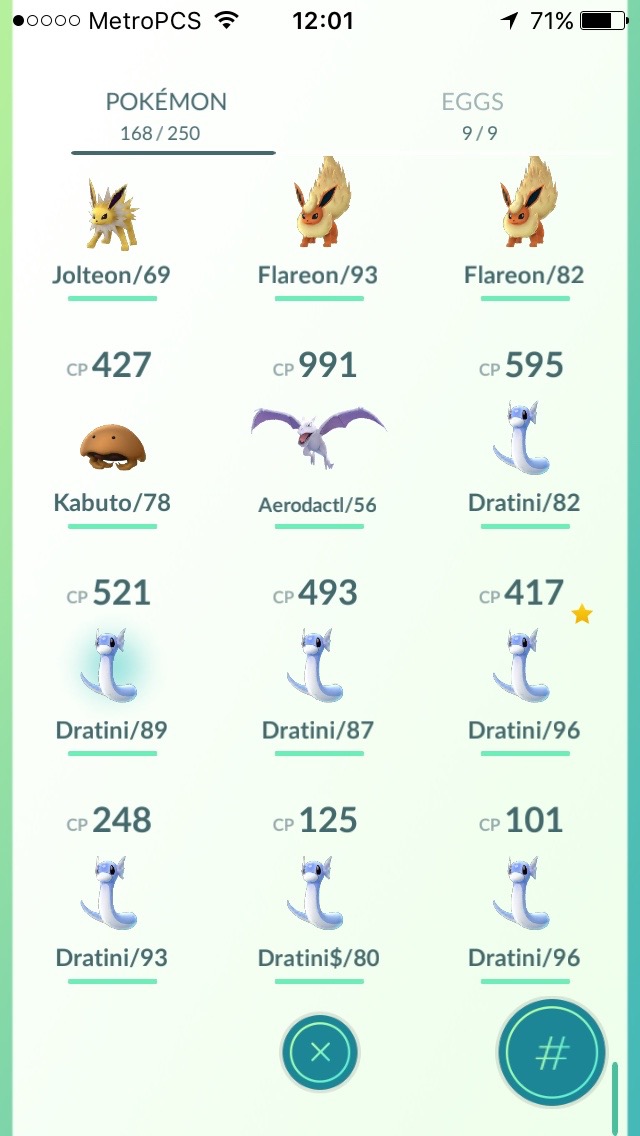 MetroPCS 12:01 71%
POKÉMON EGGS
168 / 250 9 / 9
Jolteon/69 Flareon/93 Flareon/82
CP 427 CP 991 CP 595
Kabuto/78 Aerodactl/56 Dratini/82
CP 521 CP 493 CP 417
Dratini/89 Dratini/87 Dratini/96
CP 248 CP 125 CP 101
Dratini/93 Dratini$/80 Dratini/96
#